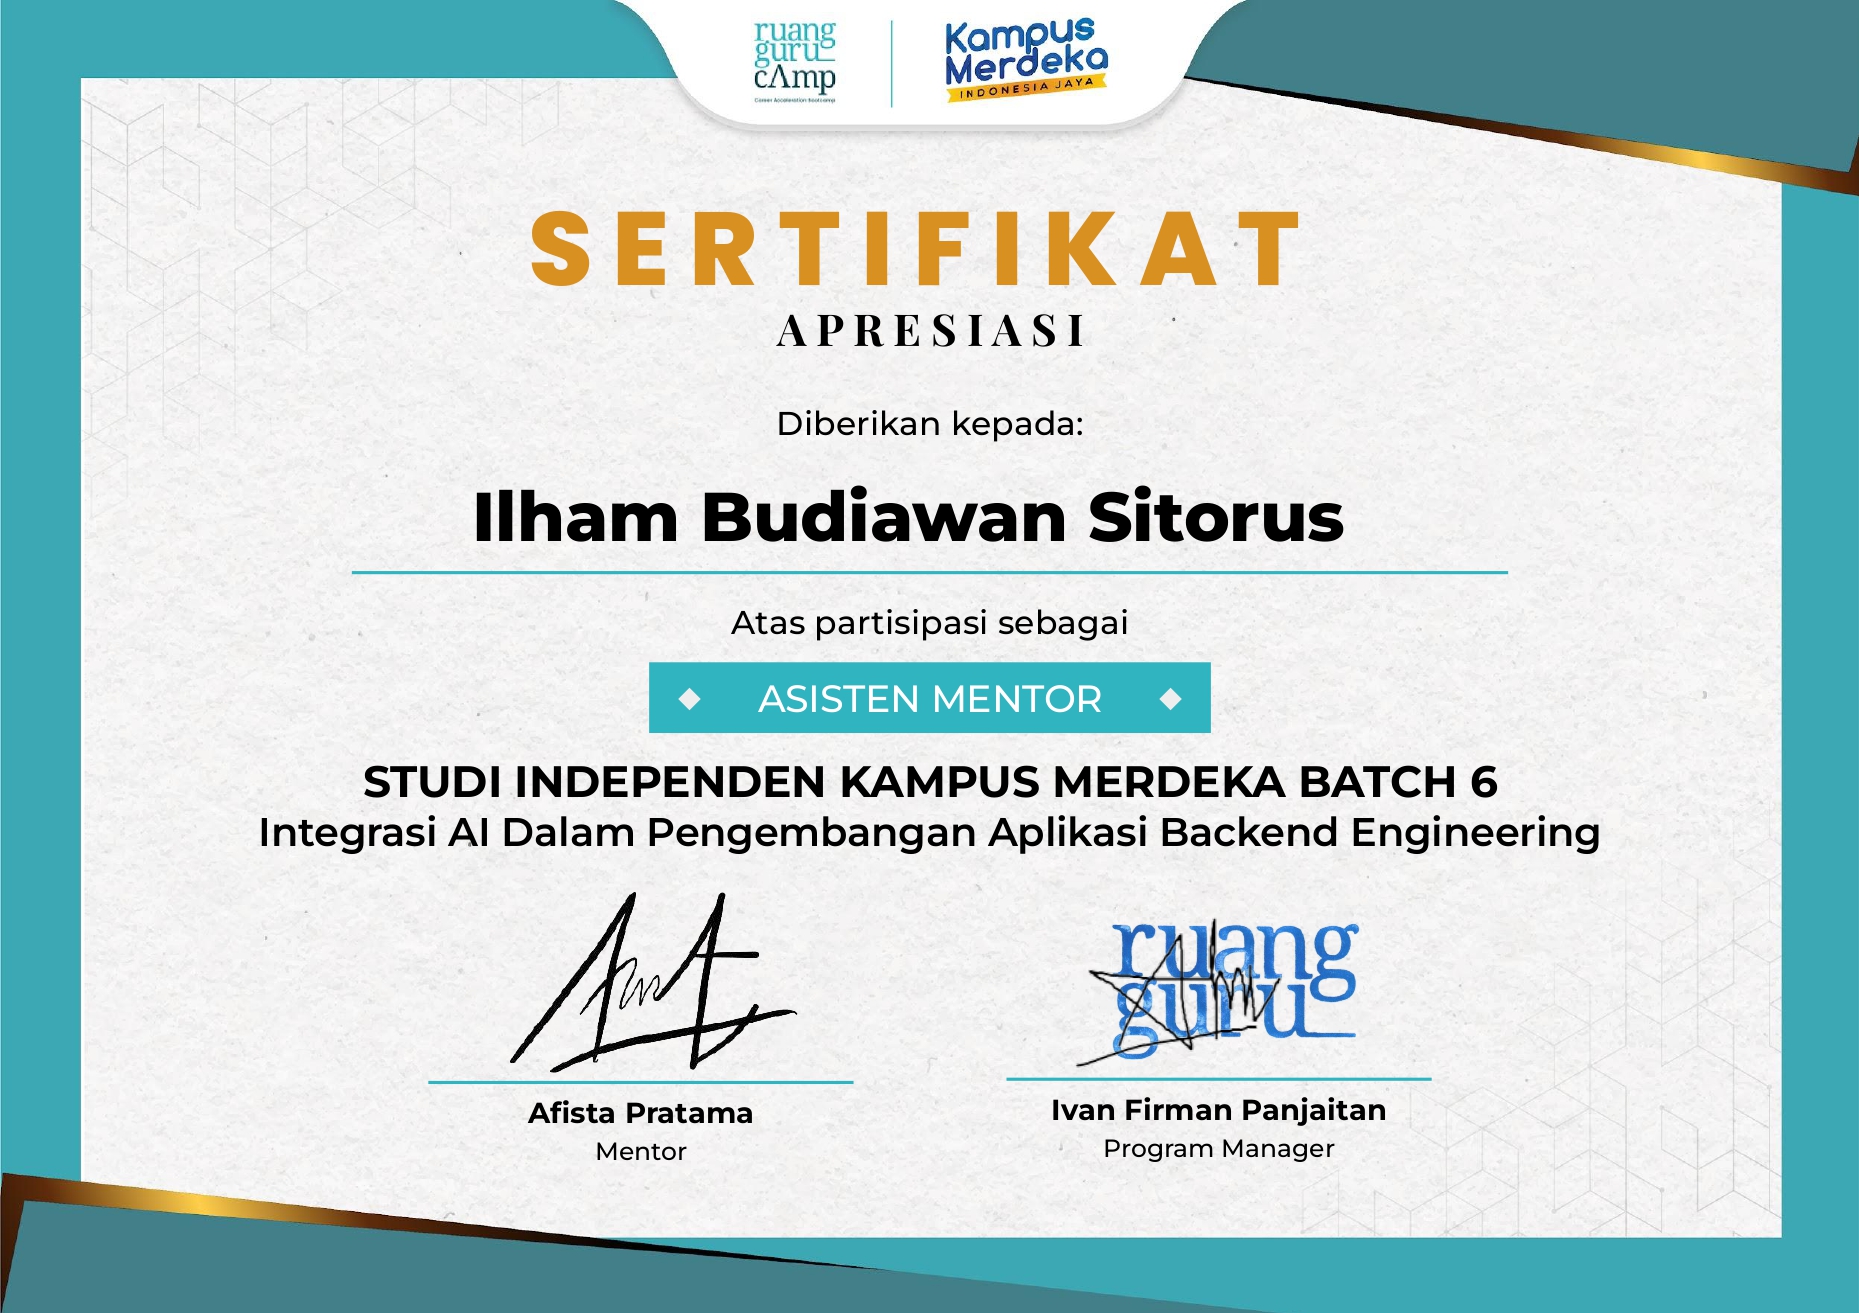 ruang
guru
cAmp
Career Acceleration Bootcamp
Kampus
Merdeka
INDONESIA JAYA
SERTIFIKAT
APRESIASI
Diberikan kepada:
Ilham Budiawan Sitorus
Atas partisipasi sebagai
ASISTEN MENTOR
STUDI INDEPENDEN KAMPUS MERDEKA BATCH 6
Integrasi AI Dalam Pengembangan Aplikasi Backend Engineering
ruang
guru
Afista Pratama
Mentor
Ivan Firman Panjaitan
Program Manager